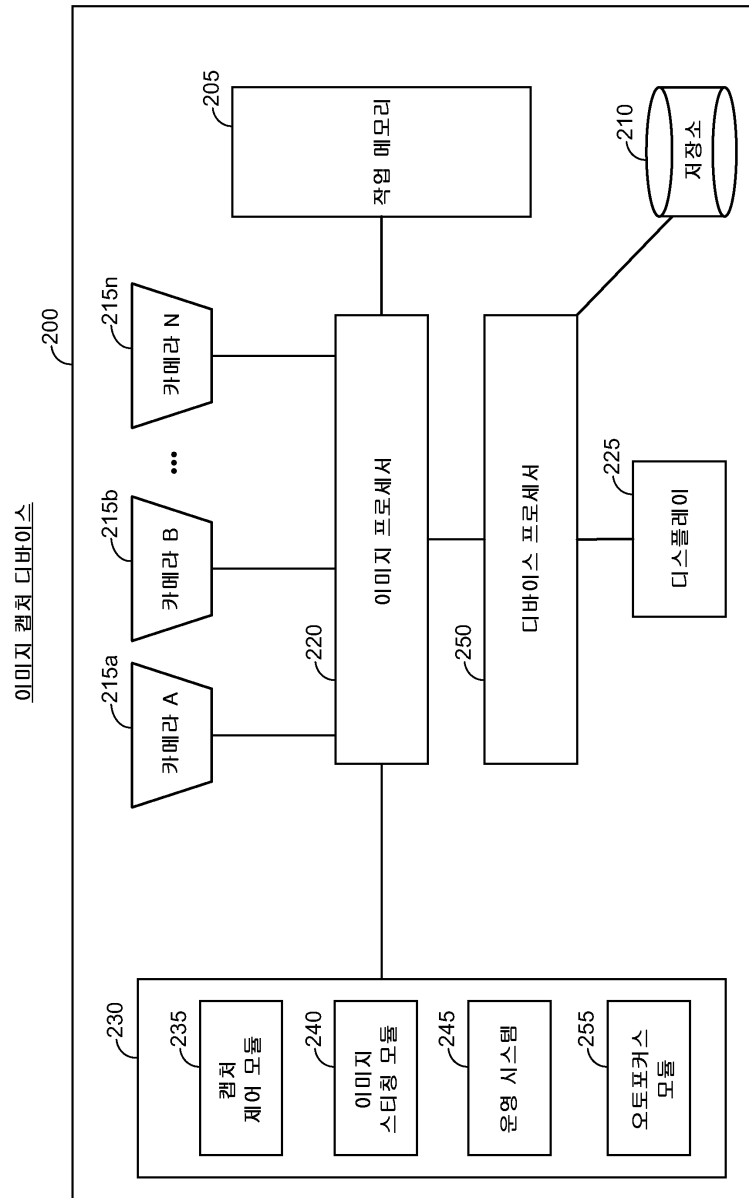 이미지 캡처 디바이스
200
215a
카메라 A
215b
카메라 B
...
215n
카메라 N
205
작업 메모리
220
이미지 프로세서
250
디바이스 프로세서
225
디스플레이
210
저장소
230
235
캡처
제어 모듈
240
이미지
스티칭 모듈
245
운영 시스템
255
오토포커스
모듈